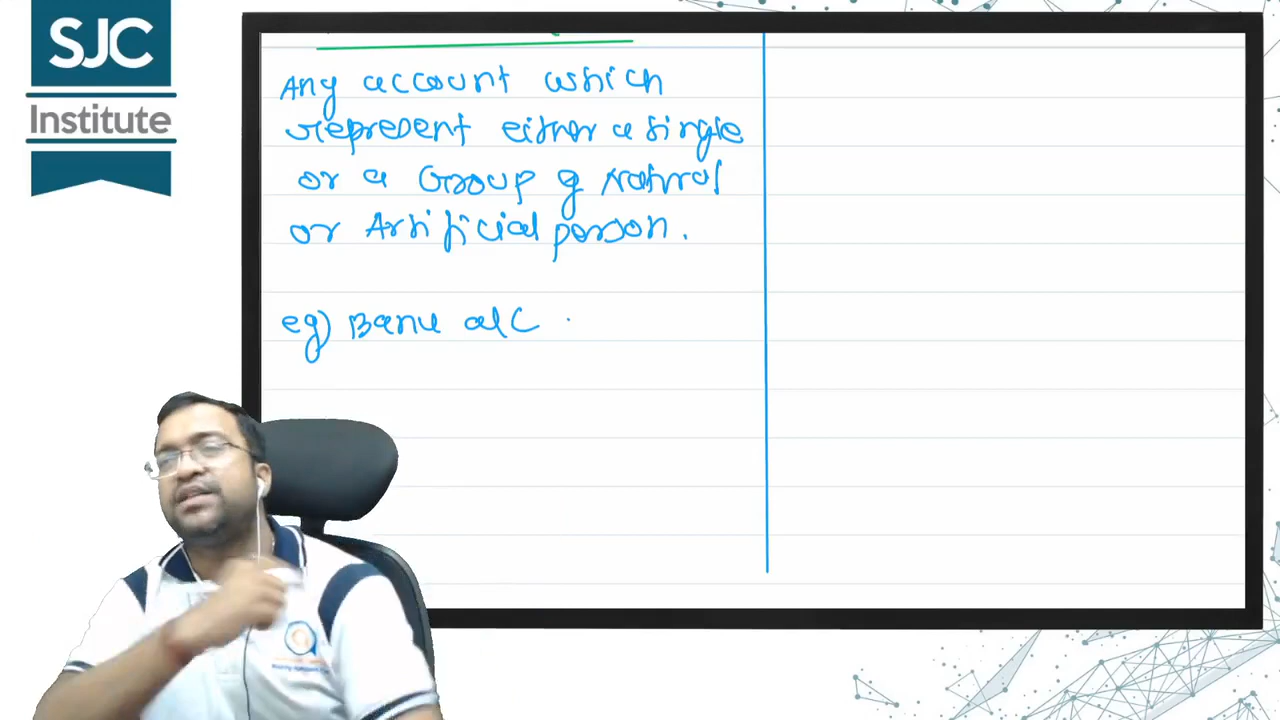 SJC
Institute
Any account which
represent either a single
or a Group of Natural
or Artificial person.
eg) Bank a/c